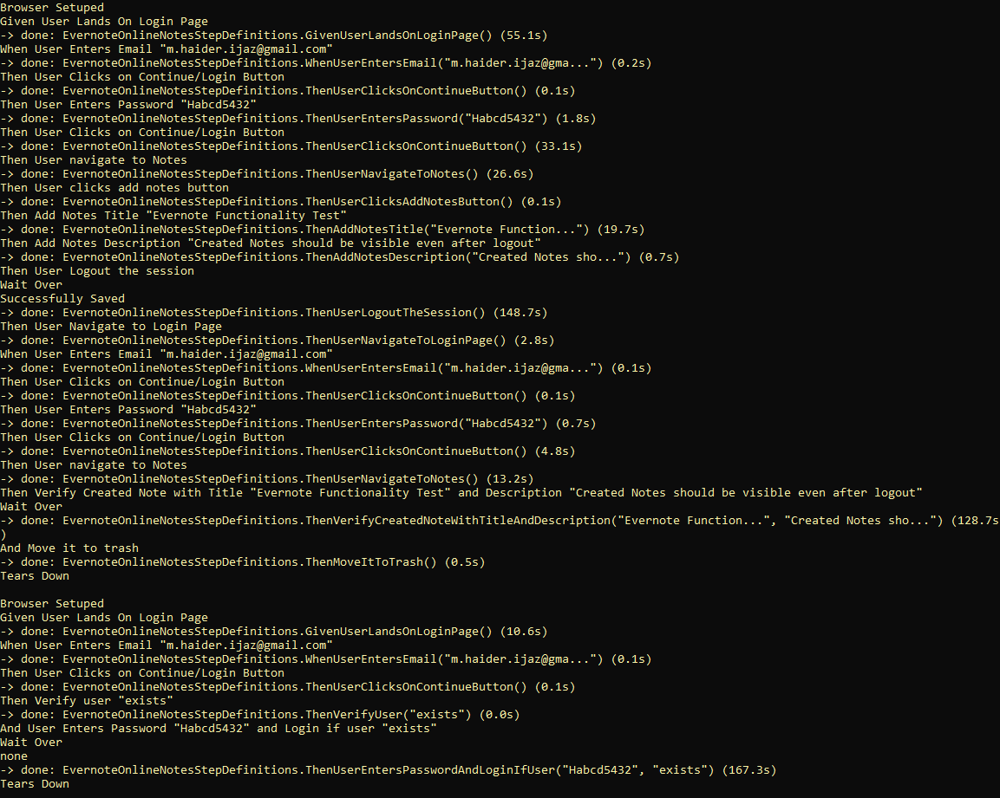 Browser Setuped
Given User Lands On Login Page
-> done: EvernoteOnlineNotesStepDefinitions.GivenUserLandsOnLoginPage() (55.1s)
When User Enters Email "m.haider.ijaz@gmail.com"
-> done: EvernoteOnlineNotesStepDefinitions.WhenUserEntersEmail("m.haider.ijaz@gma...") (0.2s)
Then User Clicks on Continue/Login Button
-> done: EvernoteOnlineNotesStepDefinitions.ThenUserClicksOnContinueButton() (0.1s)
Then User Enters Password "Habcd5432"
-> done: EvernoteOnlineNotesStepDefinitions.ThenUserEntersPassword("Habcd5432") (1.8s)
Then User Clicks on Continue/Login Button
-> done: EvernoteOnlineNotesStepDefinitions.ThenUserClicksOnContinueButton() (33.1s)
Then User navigate to Notes
-> done: EvernoteOnlineNotesStepDefinitions.ThenUserNavigateToNotes() (26.6s)
Then User clicks add notes button
-> done: EvernoteOnlineNotesStepDefinitions.ThenUserClicksAddNotesButton() (0.1s)
Then Add Notes Title "Evernote Functionality Test"
-> done: EvernoteOnlineNotesStepDefinitions.ThenAddNotesTitle("Evernote Function...") (19.7s)
Then Add Notes Description "Created Notes should be visible even after logout"
-> done: EvernoteOnlineNotesStepDefinitions.ThenAddNotesDescription("Created Notes sho...") (0.7s)
Then User Logout the session
Wait Over
Successfully Saved
-> done: EvernoteOnlineNotesStepDefinitions.ThenUserLogoutTheSession() (148.7s)
Then User Navigate to Login Page
-> done: EvernoteOnlineNotesStepDefinitions.ThenUserNavigateToLoginPage() (2.8s)
When User Enters Email "m.haider.ijaz@gmail.com"
-> done: EvernoteOnlineNotesStepDefinitions.WhenUserEntersEmail("m.haider.ijaz@gma...") (0.1s)
Then User Clicks on Continue/Login Button
-> done: EvernoteOnlineNotesStepDefinitions.ThenUserClicksOnContinueButton() (0.1s)
Then User Enters Password "Habcd5432"
-> done: EvernoteOnlineNotesStepDefinitions.ThenUserEntersPassword("Habcd5432") (0.7s)
Then User Clicks on Continue/Login Button
-> done: EvernoteOnlineNotesStepDefinitions.ThenUserClicksOnContinueButton() (4.8s)
Then User navigate to Notes
-> done: EvernoteOnlineNotesStepDefinitions.ThenUserNavigateToNotes() (13.2s)
Then Verify Created Note with Title "Evernote Functionality Test" and Description "Created Notes should be visible even after logout"
Wait Over
-> done: EvernoteOnlineNotesStepDefinitions.ThenVerifyCreatedNoteWithTitleAndDescription("Evernote Function...", "Created Notes sho...") (128.7s
)
And Move it to trash
-> done: EvernoteOnlineNotesStepDefinitions.ThenMoveItToTrash() (0.5s)
Tears Down

Browser Setuped
Given User Lands On Login Page
-> done: EvernoteOnlineNotesStepDefinitions.GivenUserLandsOnLoginPage() (10.6s)
When User Enters Email "m.haider.ijaz@gmail.com"
-> done: EvernoteOnlineNotesStepDefinitions.WhenUserEntersEmail("m.haider.ijaz@gma...") (0.1s)
Then User Clicks on Continue/Login Button
-> done: EvernoteOnlineNotesStepDefinitions.ThenUserClicksOnContinueButton() (0.1s)
Then Verify user "exists"
-> done: EvernoteOnlineNotesStepDefinitions.ThenVerifyUser("exists") (0.0s)
And User Enters Password "Habcd5432" and Login if user "exists"
Wait Over
none
-> done: EvernoteOnlineNotesStepDefinitions.ThenUserEntersPasswordAndLoginIfUser("Habcd5432", "exists") (167.3s)
Tears Down